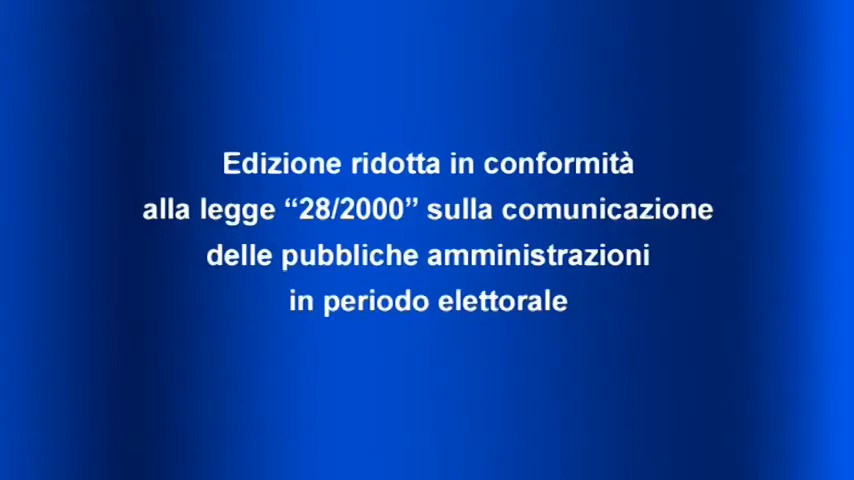 Edizione ridotta in conformità
alla legge “28/2000” sulla comunicazione
delle pubbliche amministrazioni
in periodo elettorale